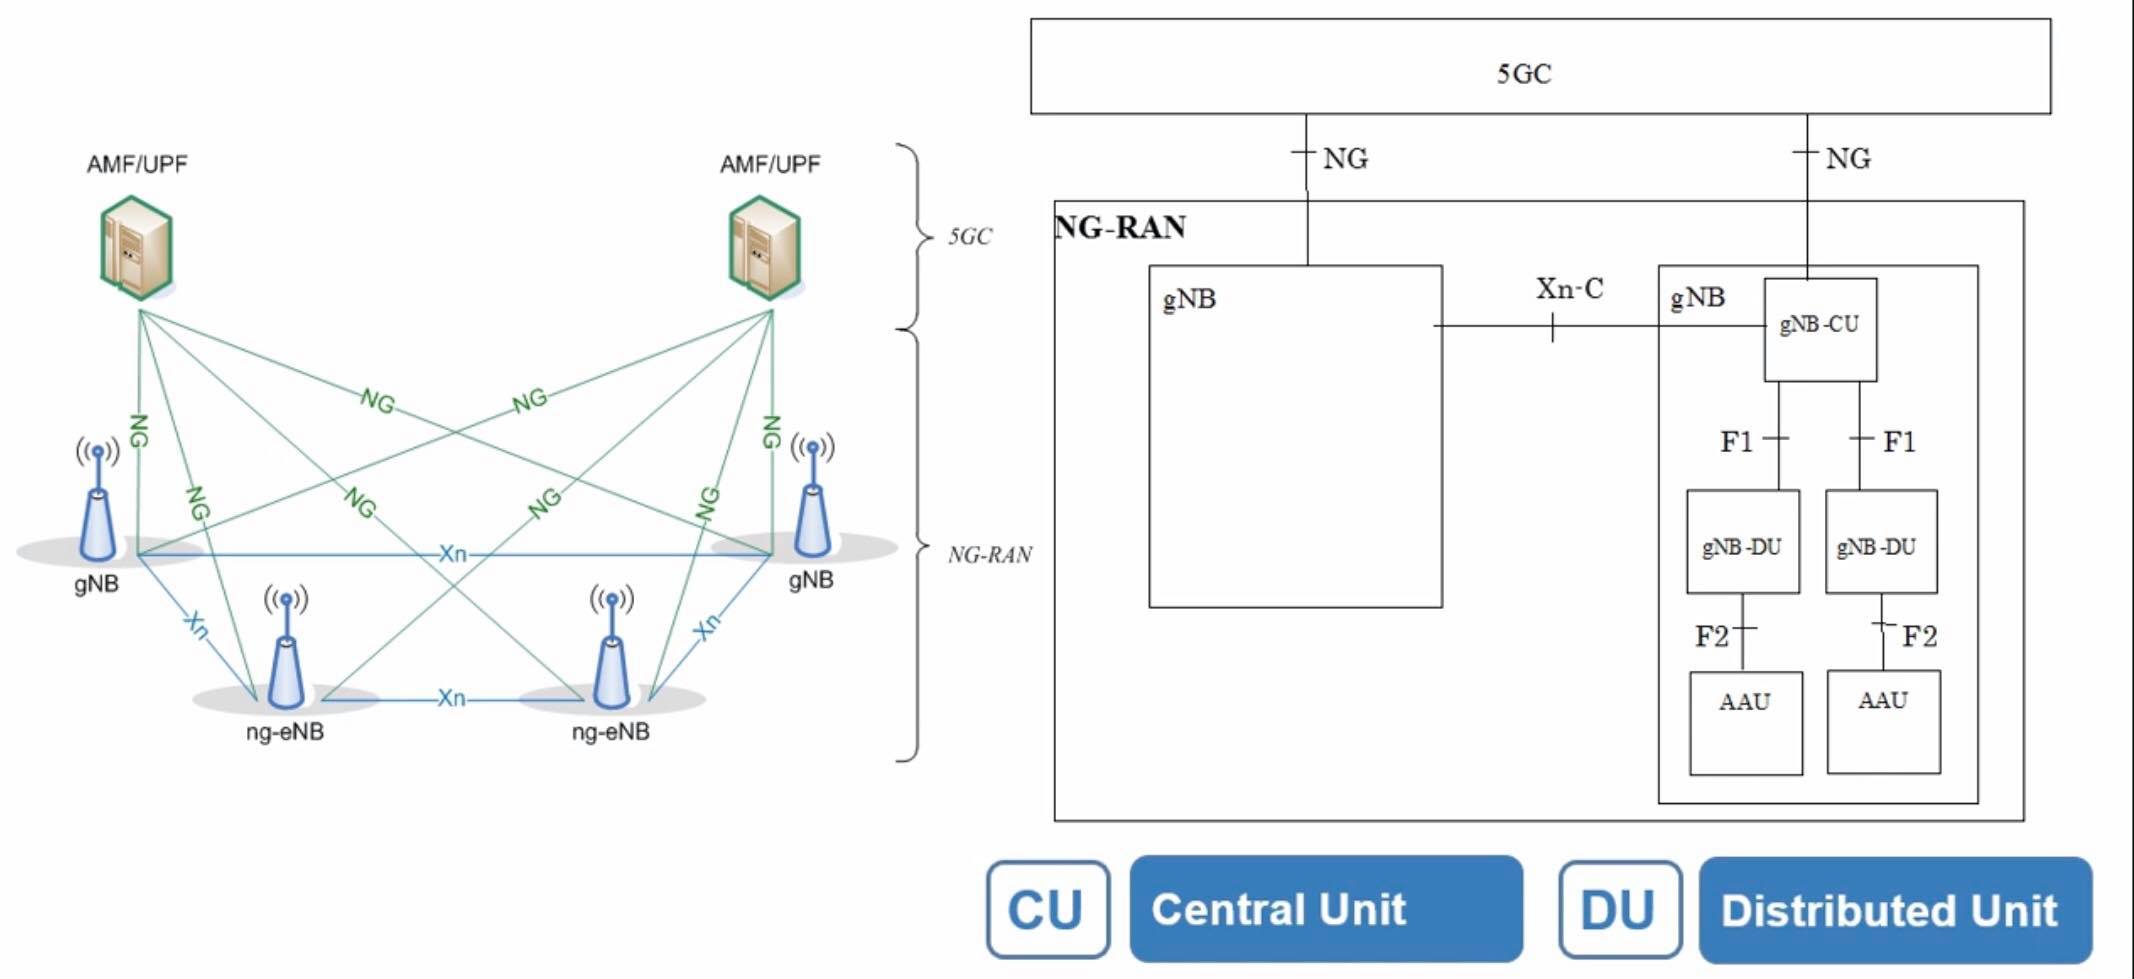 AMF/UPF
AMF/UPF
5GC
NG
NG
NG
NG
NG
NG
NG
NG
gNB
gNB
Xn
Xn
Xn
Xn
ng-eNB
ng-eNB
NG-RAN
5GC
NG
NG
NG-RAN
gNB
Xn-C
gNB
gNB-CU
F1
F1
gNB-DU
gNB-DU
F2
F2
AAU
AAU
CU
Central Unit
DU
Distributed Unit